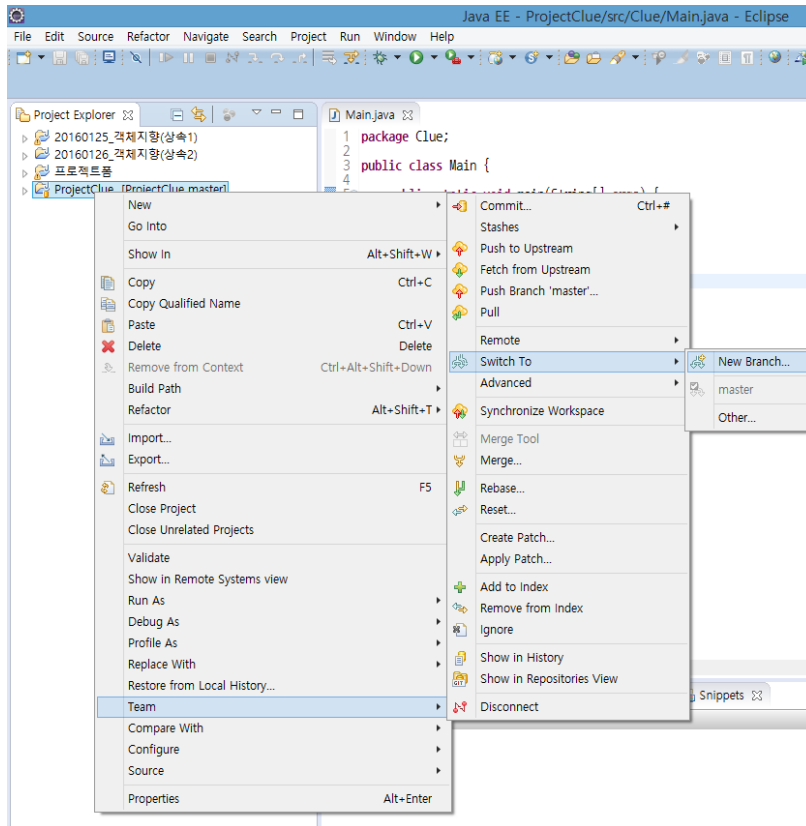 Java EE - ProjectClue/src/Clue/Main.java - Eclipse
File Edit Source Refactor Navigate Search Project Run Window Help
Project Explorer
Main.java
20160125_객체지향(상속1)
20160126_객체지향(상속2)
프로젝트폼
ProjectClue [ProjectClue master]
1 package Clue;
2
3 public class Main {
4
New
Go Into
Show In Alt+Shift+W
Copy Ctrl+C
Copy Qualified Name
Paste Ctrl+V
Delete Delete
Remove from Context Ctrl+Alt+Shift+Down
Build Path
Refactor Alt+Shift+T
Import...
Export...
Refresh F5
Close Project
Close Unrelated Projects
Validate
Show in Remote Systems view
Run As
Debug As
Profile As
Replace With
Restore from Local History...
Team
Compare With
Configure
Source
Properties Alt+Enter
Commit... Ctrl+#
Stashes
Push to Upstream
Fetch from Upstream
Push Branch 'master'...
Pull
Remote
Switch To
Advanced
Synchronize Workspace
Merge Tool
Merge...
Rebase...
Reset...
Create Patch...
Apply Patch...
Add to Index
Remove from Index
Ignore
Show in History
Show in Repositories View
Disconnect
New Branch...
master
Other...
Snippets